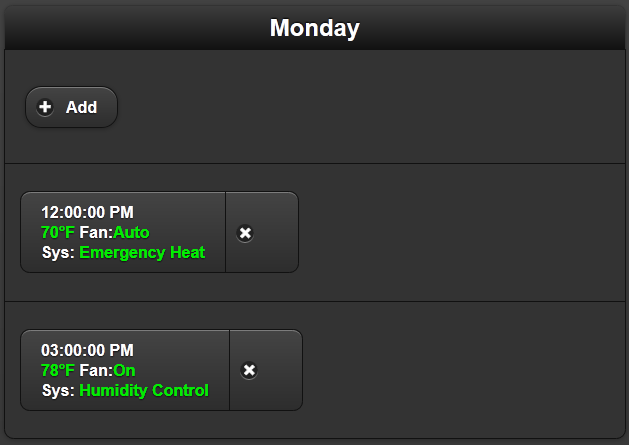 Monday
Add
12:00:00 PM
70°F Fan:Auto
Sys: Emergency Heat
03:00:00 PM
78°F Fan:On
Sys: Humidity Control